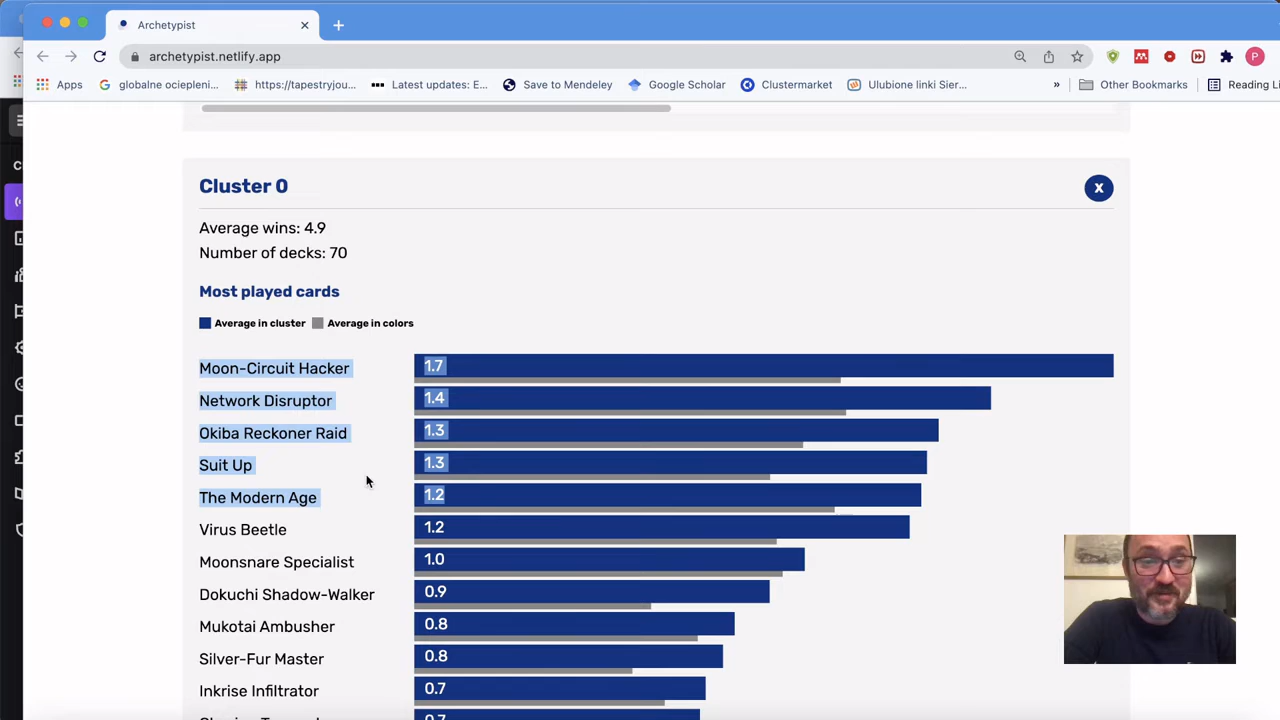 Archetypist
archetypist.netlify.app
P
Apps
globalne ociepleni...
https://tapestryjou...
Latest updates: E...
Save to Mendeley
Google Scholar
Clustermarket
Ulubione linki Sier...
»
Other Bookmarks
Reading Li
Cluster 0
X
Average wins: 4.9
Number of decks: 70
Most played cards
Average in cluster Average in colors
Moon-Circuit Hacker 1.7
Network Disruptor 1.4
Okiba Reckoner Raid 1.3
Suit Up 1.3
The Modern Age 1.2
Virus Beetle 1.2
Moonsnare Specialist 1.0
Dokuchi Shadow-Walker 0.9
Mukotai Ambusher 0.8
Silver-Fur Master 0.8
Inkrise Infiltrator 0.7
0.7